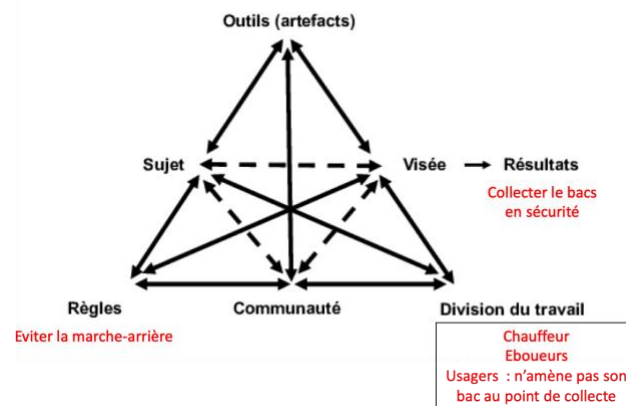 Outils (artefacts)
Sujet
Visée
Résultats
Collecter le bacs
en sécurité
Règles
Communauté
Division du travail
Eviter la marche-arrière
Chauffeur
Eboueurs
Usagers : n'amène pas son
bac au point de collecte